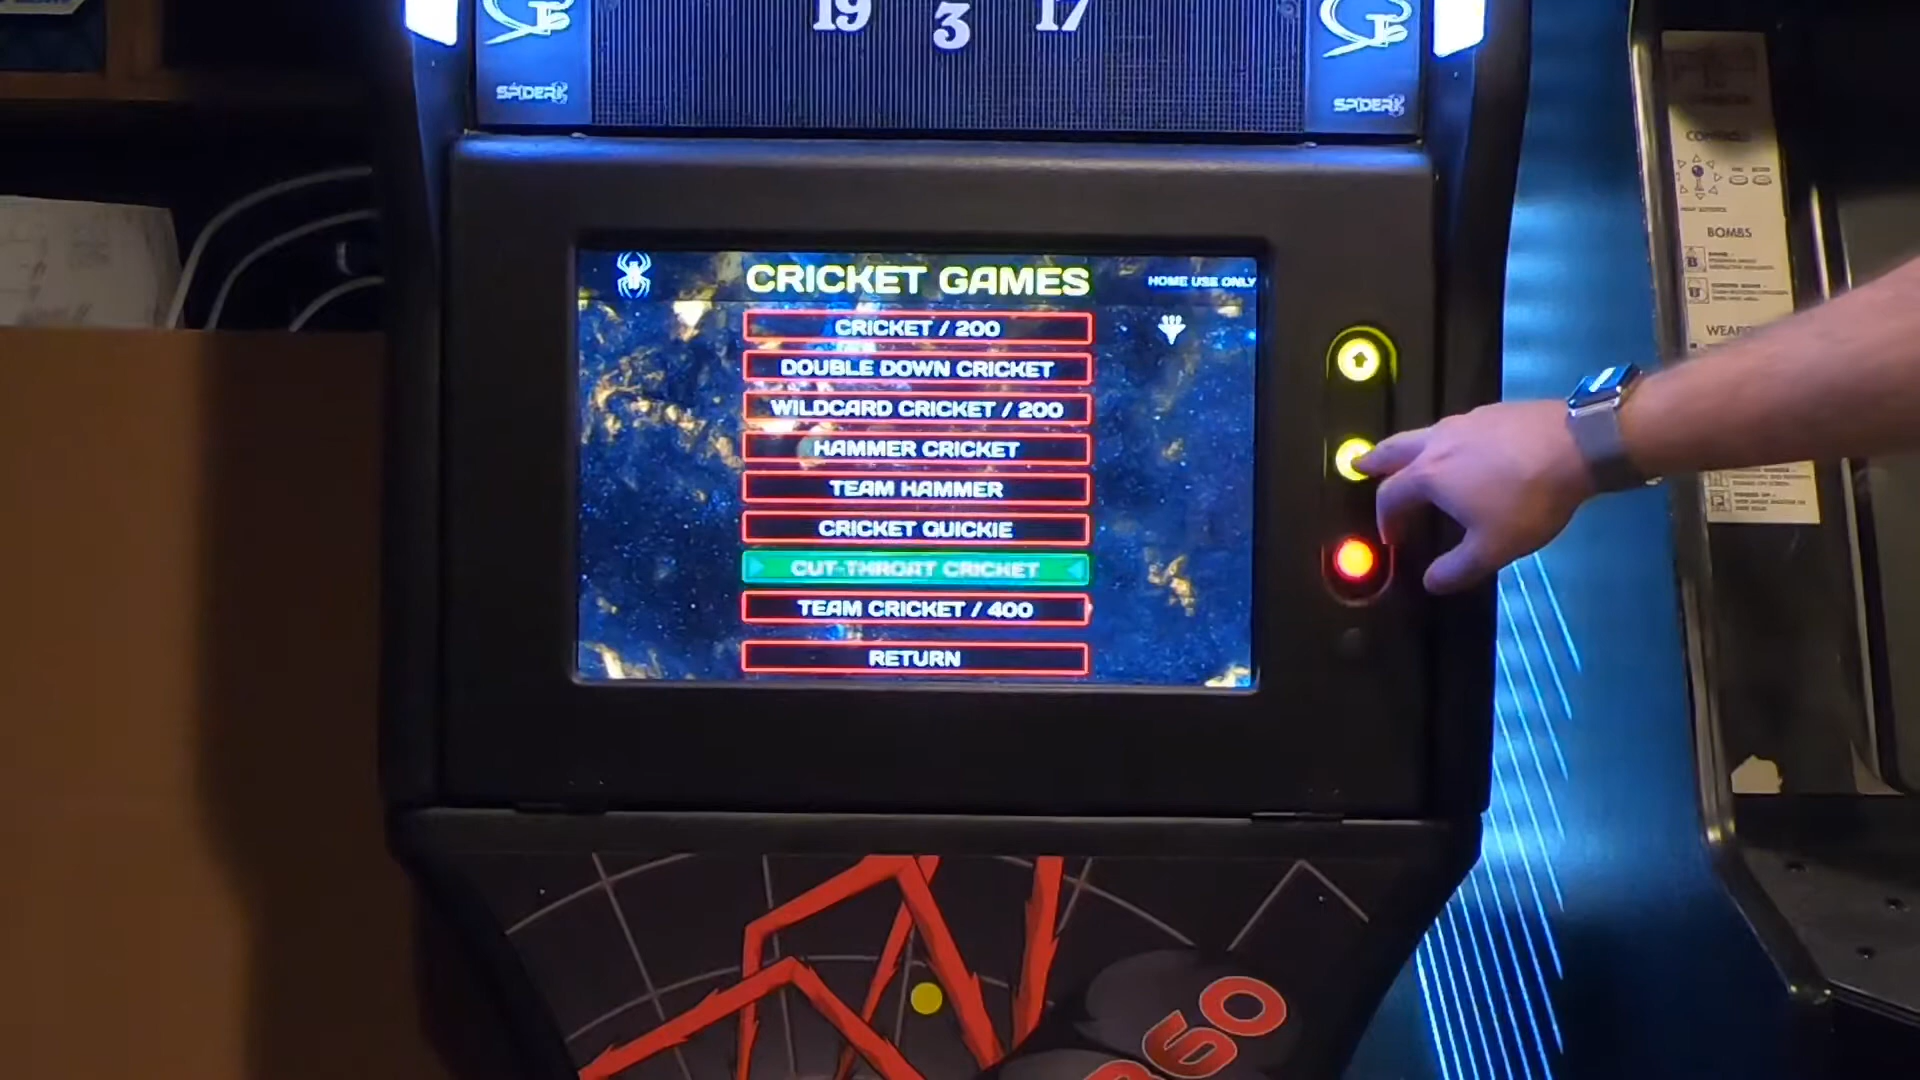 19 3 17
SPIDER
SPIDER
CRICKET GAMES
HOME USE ONLY
CRICKET / 200
DOUBLE DOWN CRICKET
WILDCARD CRICKET / 200
HAMMER CRICKET
TEAM HAMMER
CRICKET QUICKIE
CUT-THROAT CRICKET
TEAM CRICKET / 400
RETURN
BOMBS
360